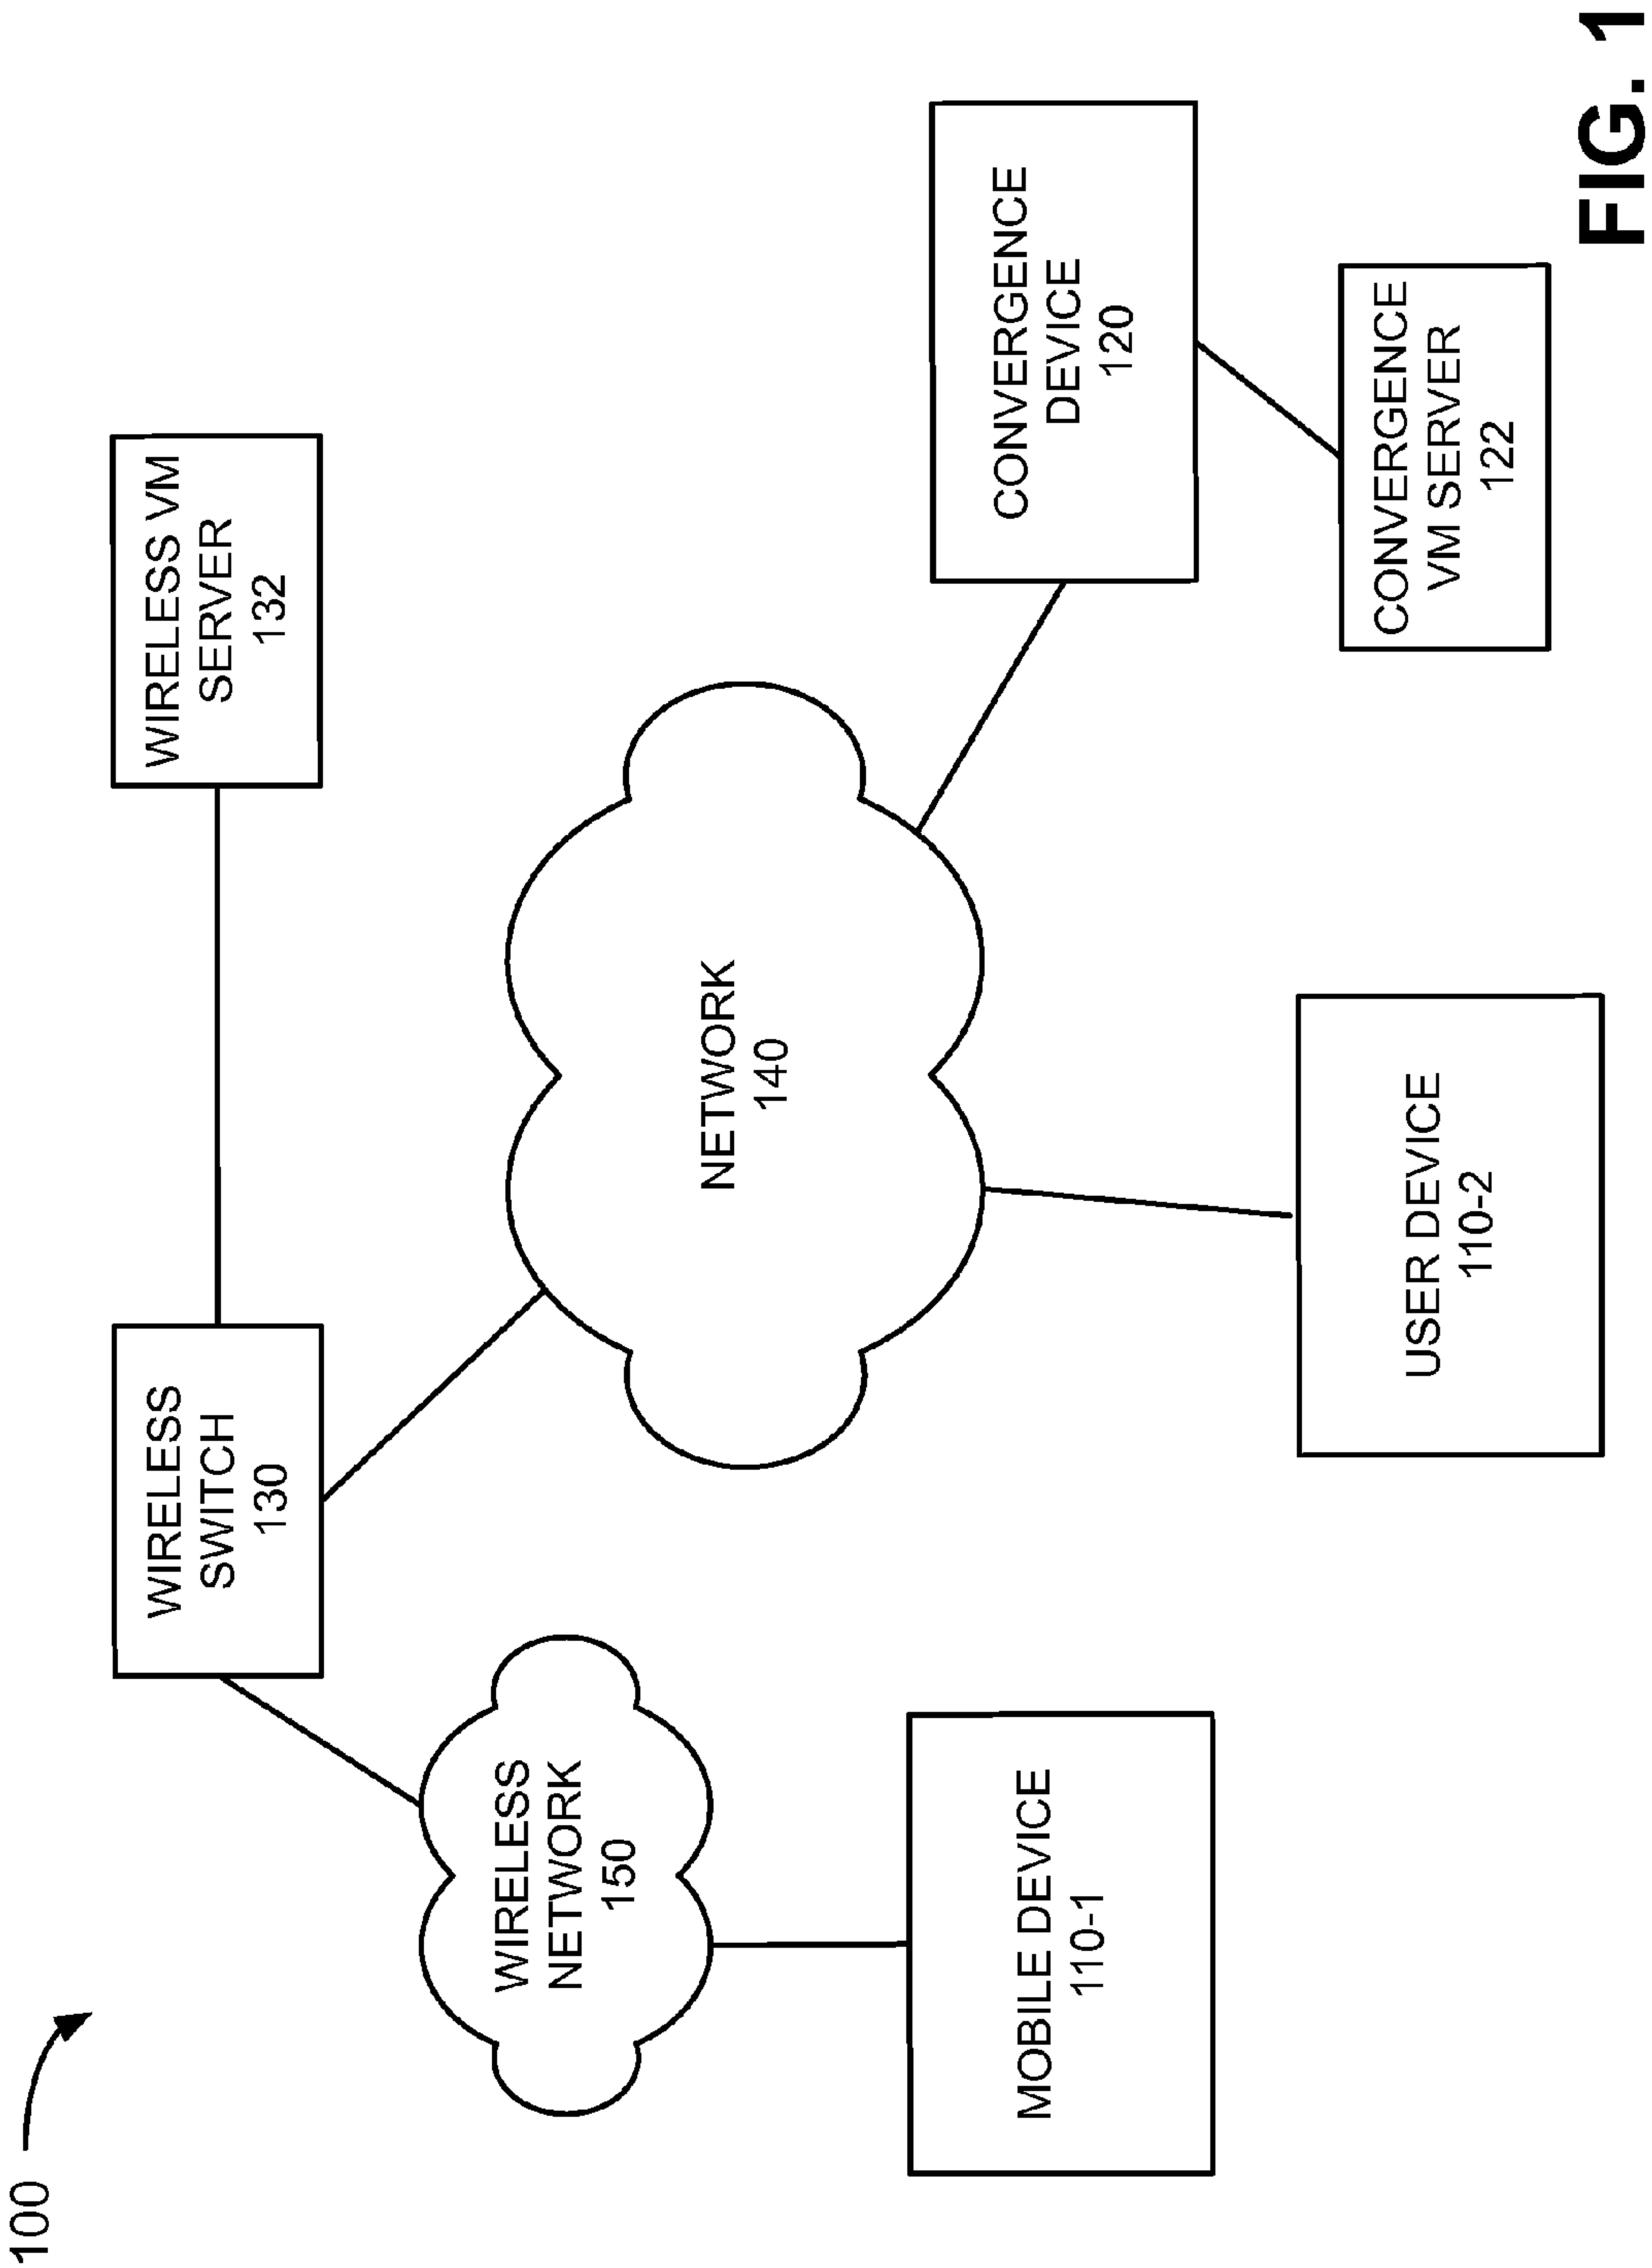 100
WIRELESS
SWITCH
130
WIRELESS VM
SERVER
132
WIRELESS
NETWORK
150
NETWORK
140
CONVERGENCE
DEVICE
120
MOBILE DEVICE
110-1
USER DEVICE
110-2
CONVERGENCE
VM SERVER
122
FIG. 1